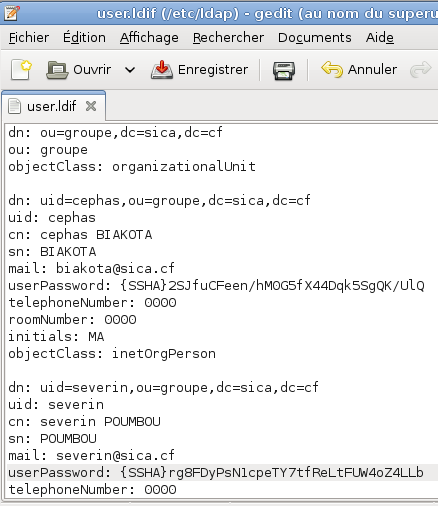 user.ldif (/etc/ldap) - gedit (au nom du superu
Fichier Édition Affichage Rechercher Documents Aide
Ouvrir Enregistrer Annuler
user.ldif
dn: ou=groupe,dc=sica,dc=cf
ou: groupe
objectClass: organizationalUnit
dn: uid=cephas,ou=groupe,dc=sica,dc=cf
uid: cephas
cn: cephas BIAKOTA
sn: BIAKOTA
mail: biakota@sica.cf
userPassword: {SSHA}2SJfuCFeen/hM0G5fX44Dqk5SgQK/UlQ
telephoneNumber: 0000
roomNumber: 0000
initials: MA
objectClass: inetOrgPerson
dn: uid=severin,ou=groupe,dc=sica,dc=cf
uid: severin
cn: severin POUMBOU
sn: POUMBOU
mail: severin@sica.cf
userPassword: {SSHA}rg8FDyPsN1cpeTY7tfReLtFUW4oZ4LLb
telephoneNumber: 0000